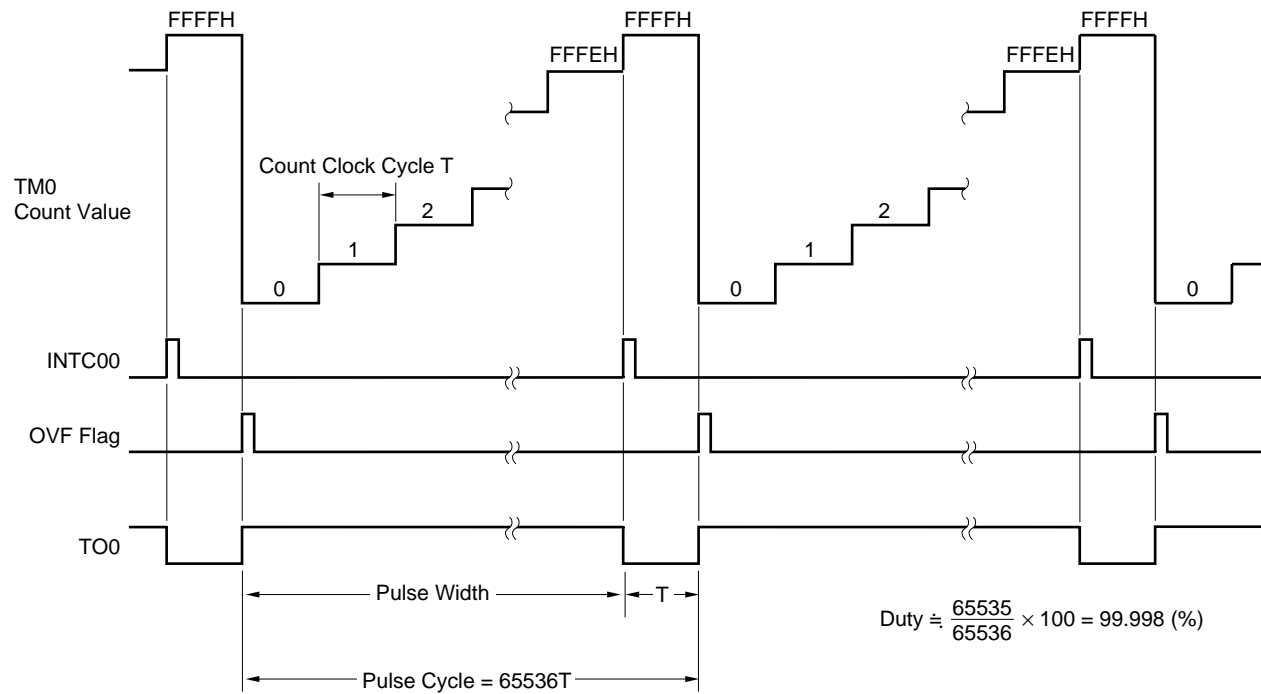 FFFFH FFFFH FFFFH
FFFEH FFFEH
Count Clock Cycle T
TM0
Count Value
2 2
1 1
0 0 0
INTC00
OVF Flag
TO0
Pulse Width T
Duty ≒ 65535/65536 × 100 = 99.998 (%)
Pulse Cycle = 65536T